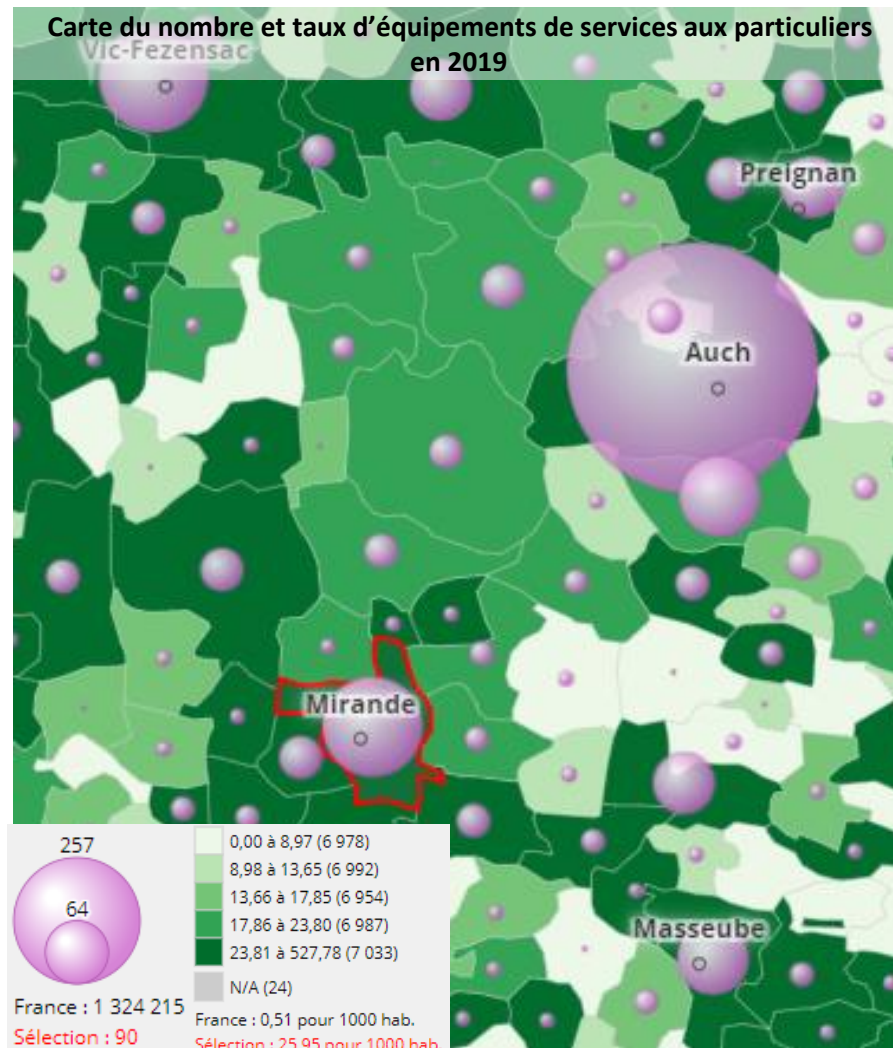 Carte du nombre et taux d’équipements de services aux particuliers
en 2019
Vic-Fezensac
Preignan
Auch
Mirande
Masseube
257
64
France : 1 324 215
Sélection : 90
0,00 à 8,97 (6 978)
8,98 à 13,65 (6 992)
13,66 à 17,85 (6 954)
17,86 à 23,80 (6 987)
23,81 à 527,78 (7 033)
N/A (24)
France : 0,51 pour 1000 hab.
Sélection : 25,95 pour 1000 hab